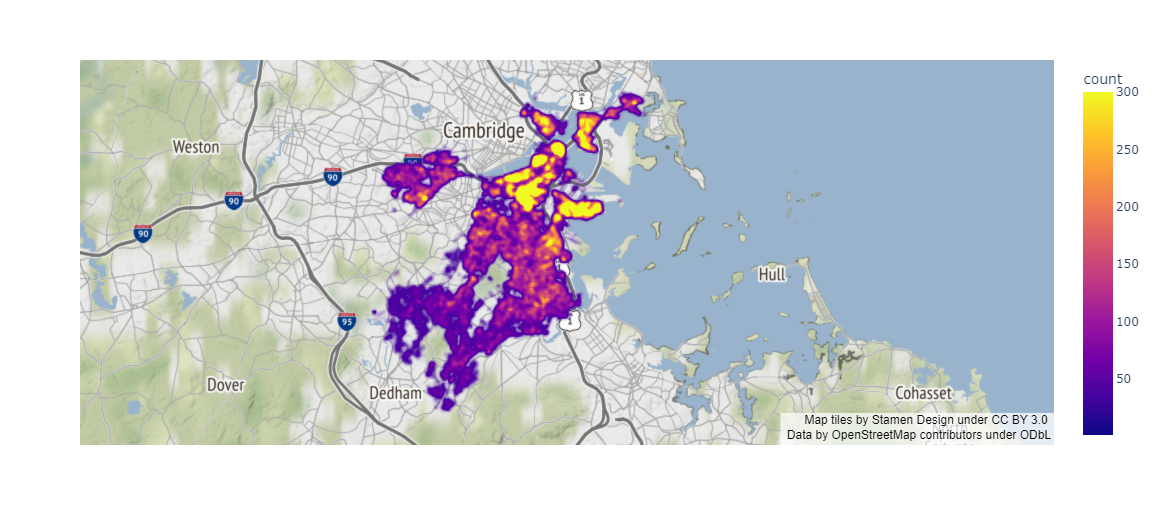 count
300
250
200
150
100
50
US
1
Cambridge
Weston
90
90
90
Hull
1
95
Dover
Dedham
Cohasset
Map tiles by Stamen Design under CC BY 3.0
Data by OpenStreetMap contributors under ODbL